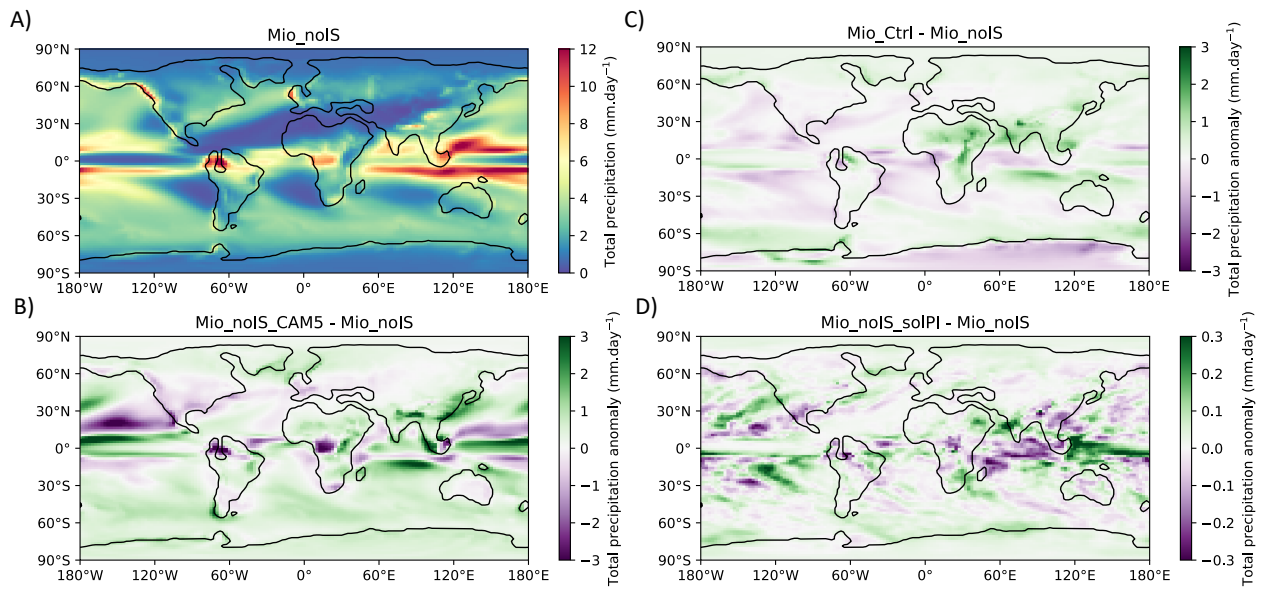 A)
Mio_noIS
90°N
60°N
30°N
0°
30°S
60°S
90°S
180°W 120°W 60°W 0° 60°E 120°E 180°E
12
10
8
6
4
2
0
Total precipitation (mm.day⁻¹)
B)
Mio_noIS_CAM5 - Mio_noIS
90°N
60°N
30°N
0°
30°S
60°S
90°S
180°W 120°W 60°W 0° 60°E 120°E 180°E
3
2
1
0
−1
−2
−3
Total precipitation anomaly (mm.day⁻¹)
C)
Mio_Ctrl - Mio_noIS
90°N
60°N
30°N
0°
30°S
60°S
90°S
180°W 120°W 60°W 0° 60°E 120°E 180°E
3
2
1
0
−1
−2
−3
Total precipitation anomaly (mm.day⁻¹)
D)
Mio_noIS_solPI - Mio_noIS
90°N
60°N
30°N
0°
30°S
60°S
90°S
180°W 120°W 60°W 0° 60°E 120°E 180°E
0.3
0.2
0.1
0.0
−0.1
−0.2
−0.3
Total precipitation anomaly (mm.day⁻¹)